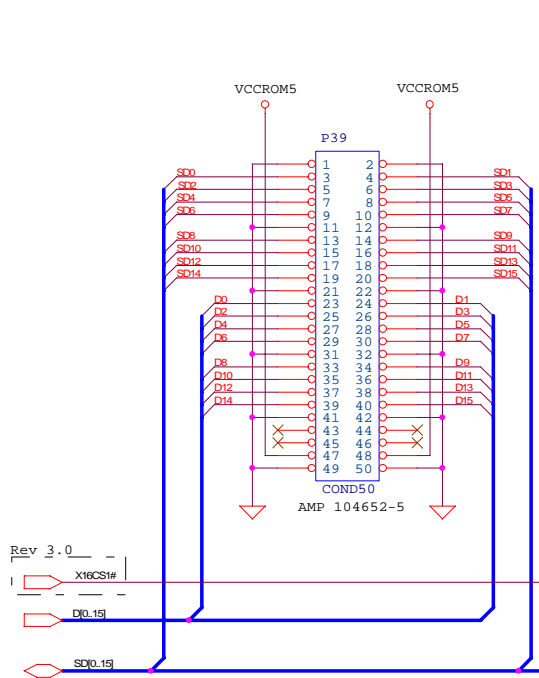 VCCROM5 VCCROM5
P39
1 2
SD0 3 4 SD1
SD2 5 6 SD3
SD4 7 8 SD5
SD6 9 10 SD7
11 12
SD8 13 14 SD9
SD10 15 16 SD11
SD12 17 18 SD13
SD14 19 20 SD15
21 22
D0 23 24 D1
D2 25 26 D3
D4 27 28 D5
D6 29 30 D7
31 32
D8 33 34 D9
D10 35 36 D11
D12 37 38 D13
D14 39 40 D15
41 42
43 44
45 46
47 48
49 50
COND50
AMP 104652-5
Rev 3.0
X16CS1#
D[0..15]
SD[0..15]